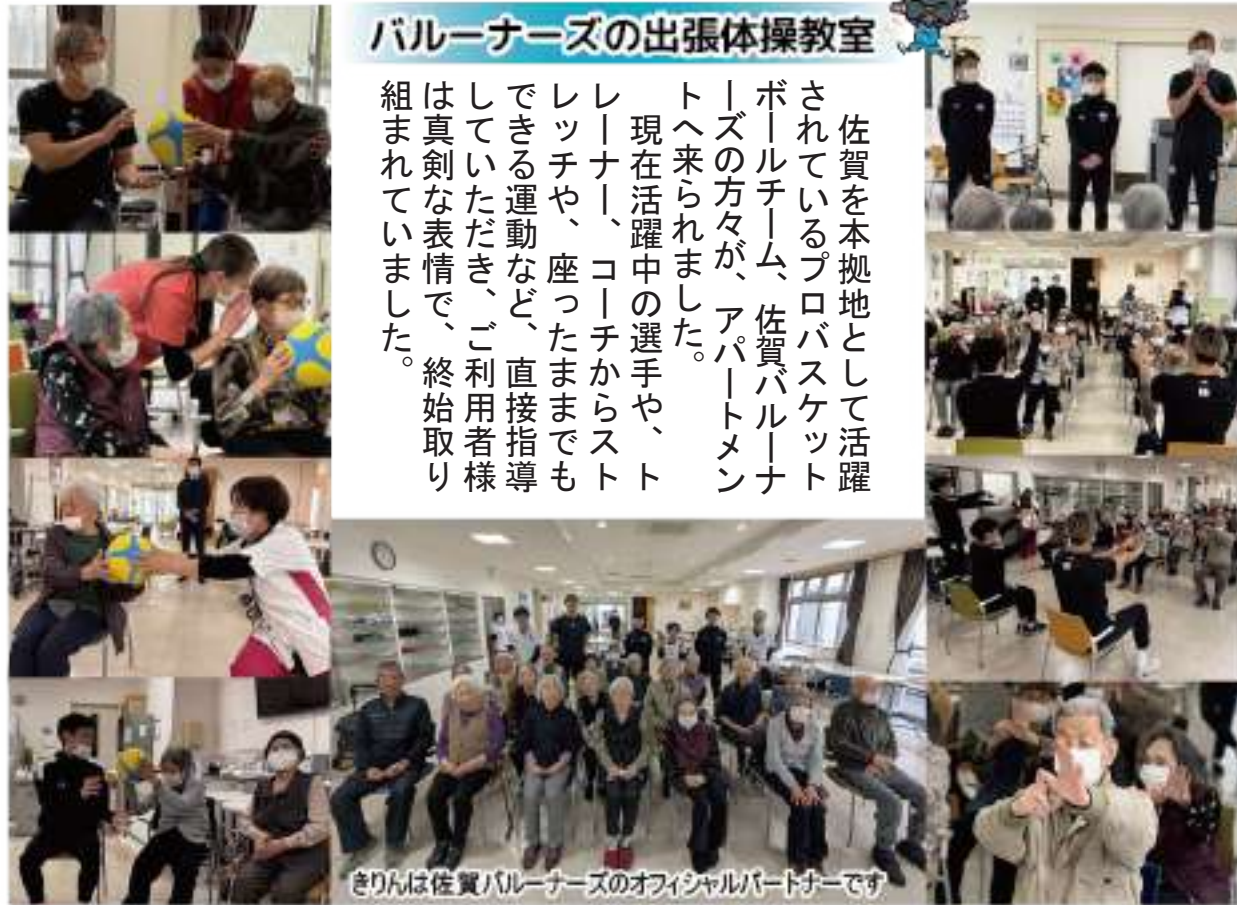 バルーナーズの出張体操教室
佐賀を本拠地として活躍
されているプロバスケット
ボールチーム、佐賀バルーナ
ーズの方々が、アパートメン
トへ来られました。
現在活躍中の選手や、ト
レーナー、コーチからスト
レッチや、座ったままでも
できる運動など、直接指導
していただき、ご利用者様
は真剣な表情で、終始取り
組まれていました。
きりんは佐賀バルーナーズのオフィシャルパートナーです